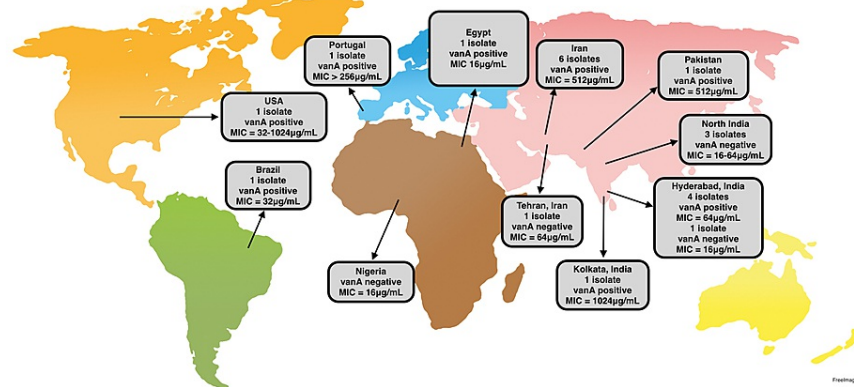 Portugal
1 isolate
vanA positive
MIC > 256µg/mL
Egypt
1 isolate
vanA positive
MIC 16µg/mL
Iran
6 isolates
vanA positive
MIC = 512µg/mL
Pakistan
1 isolate
vanA positive
MIC = 512µg/mL
USA
1 isolate
vanA positive
MIC = 32-1024µg/mL
North India
3 isolates
vanA negative
MIC = 16-64µg/mL
Brazil
1 isolate
vanA positive
MIC = 32µg/mL
Tehran, Iran
1 isolate
vanA negative
MIC = 64µg/mL
Hyderabad, India
4 isolates
vanA positive
MIC = 64µg/mL
1 isolate
vanA negative
MIC = 16µg/mL
Nigeria
vanA negative
MIC = 16µg/mL
Kolkata, India
1 isolate
vanA positive
MIC = 1024µg/mL